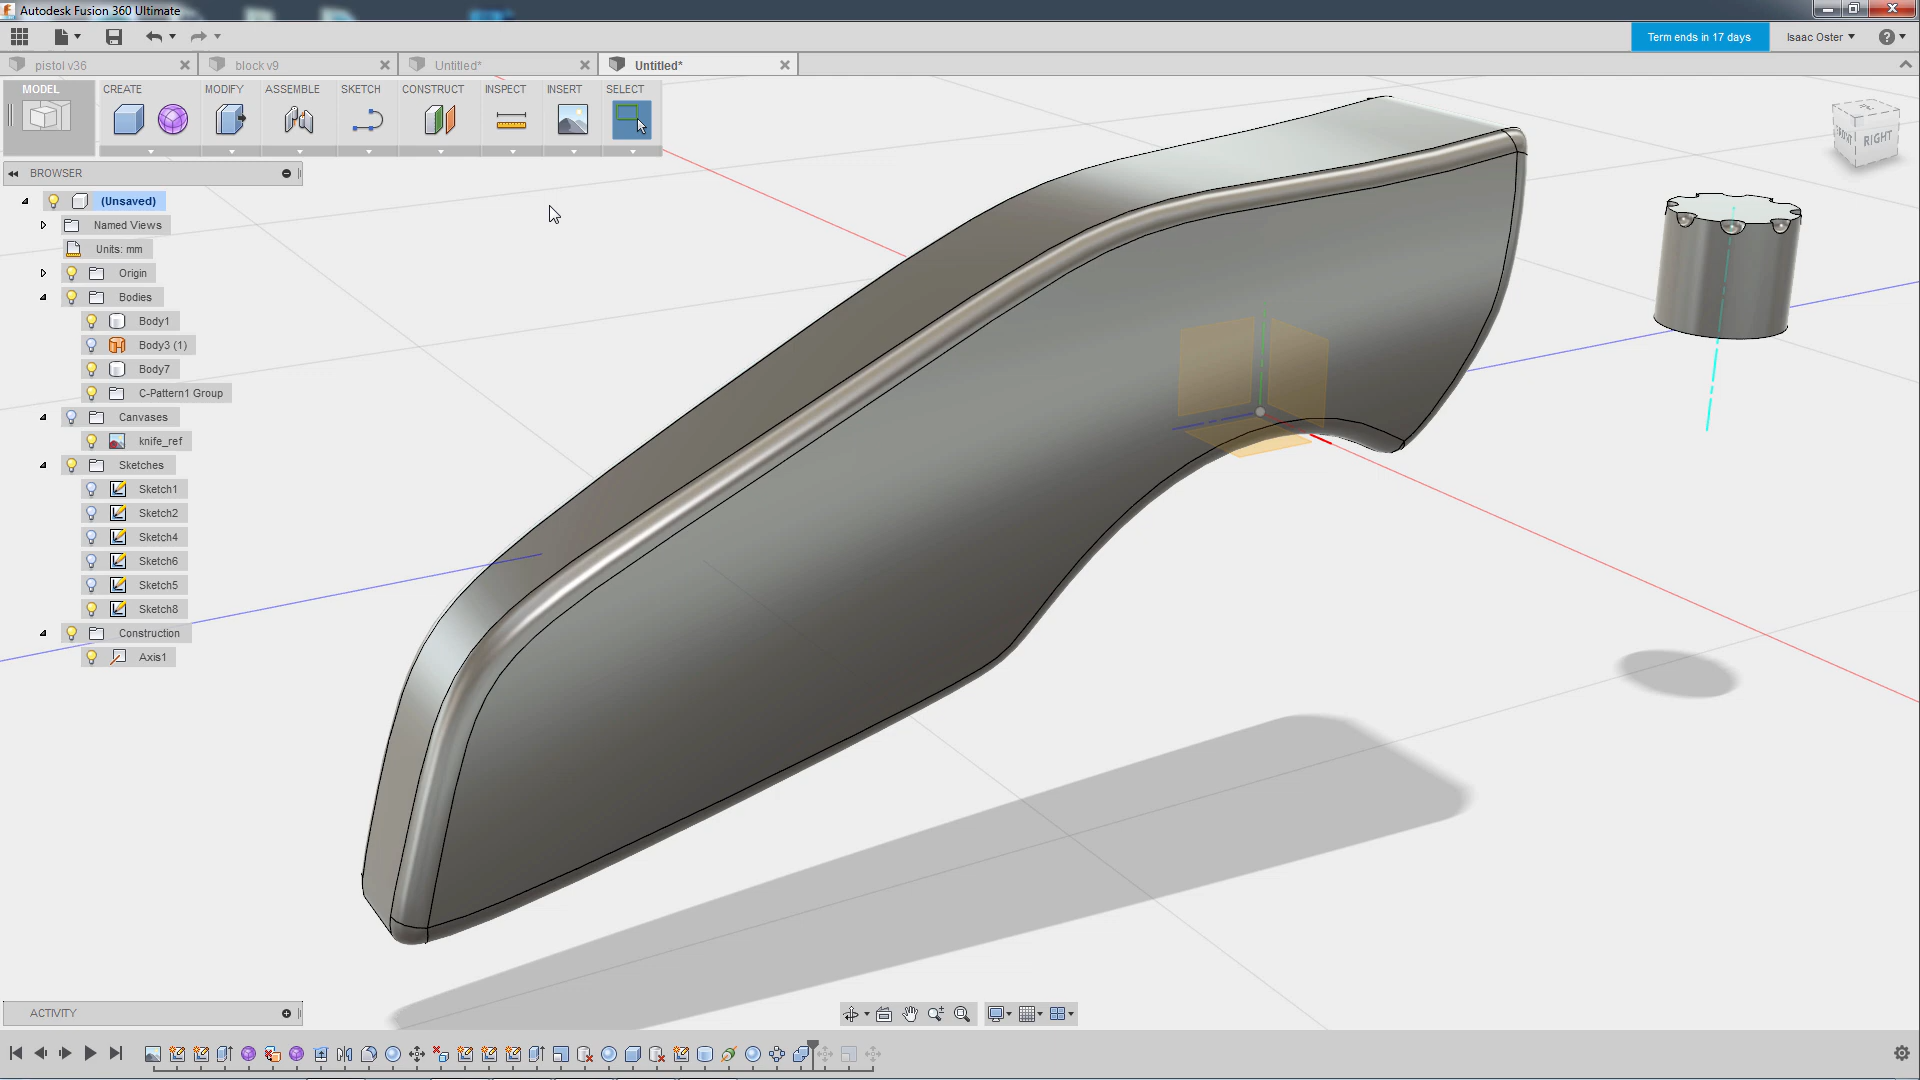 Autodesk Fusion 360 Ultimate
Term ends in 17 days
Isaac Oster
pistol v36
block v9
Untitled*
Untitled*
MODEL
CREATE
MODIFY
ASSEMBLE
SKETCH
CONSTRUCT
INSPECT
INSERT
SELECT
RIGHT
BROWSER
(Unsaved)
Named Views
Units: mm
Origin
Bodies
Body1
Body3 (1)
Body7
C-Pattern1 Group
Canvases
knife_ref
Sketches
Sketch1
Sketch2
Sketch4
Sketch6
Sketch5
Sketch8
Construction
Axis1
ACTIVITY